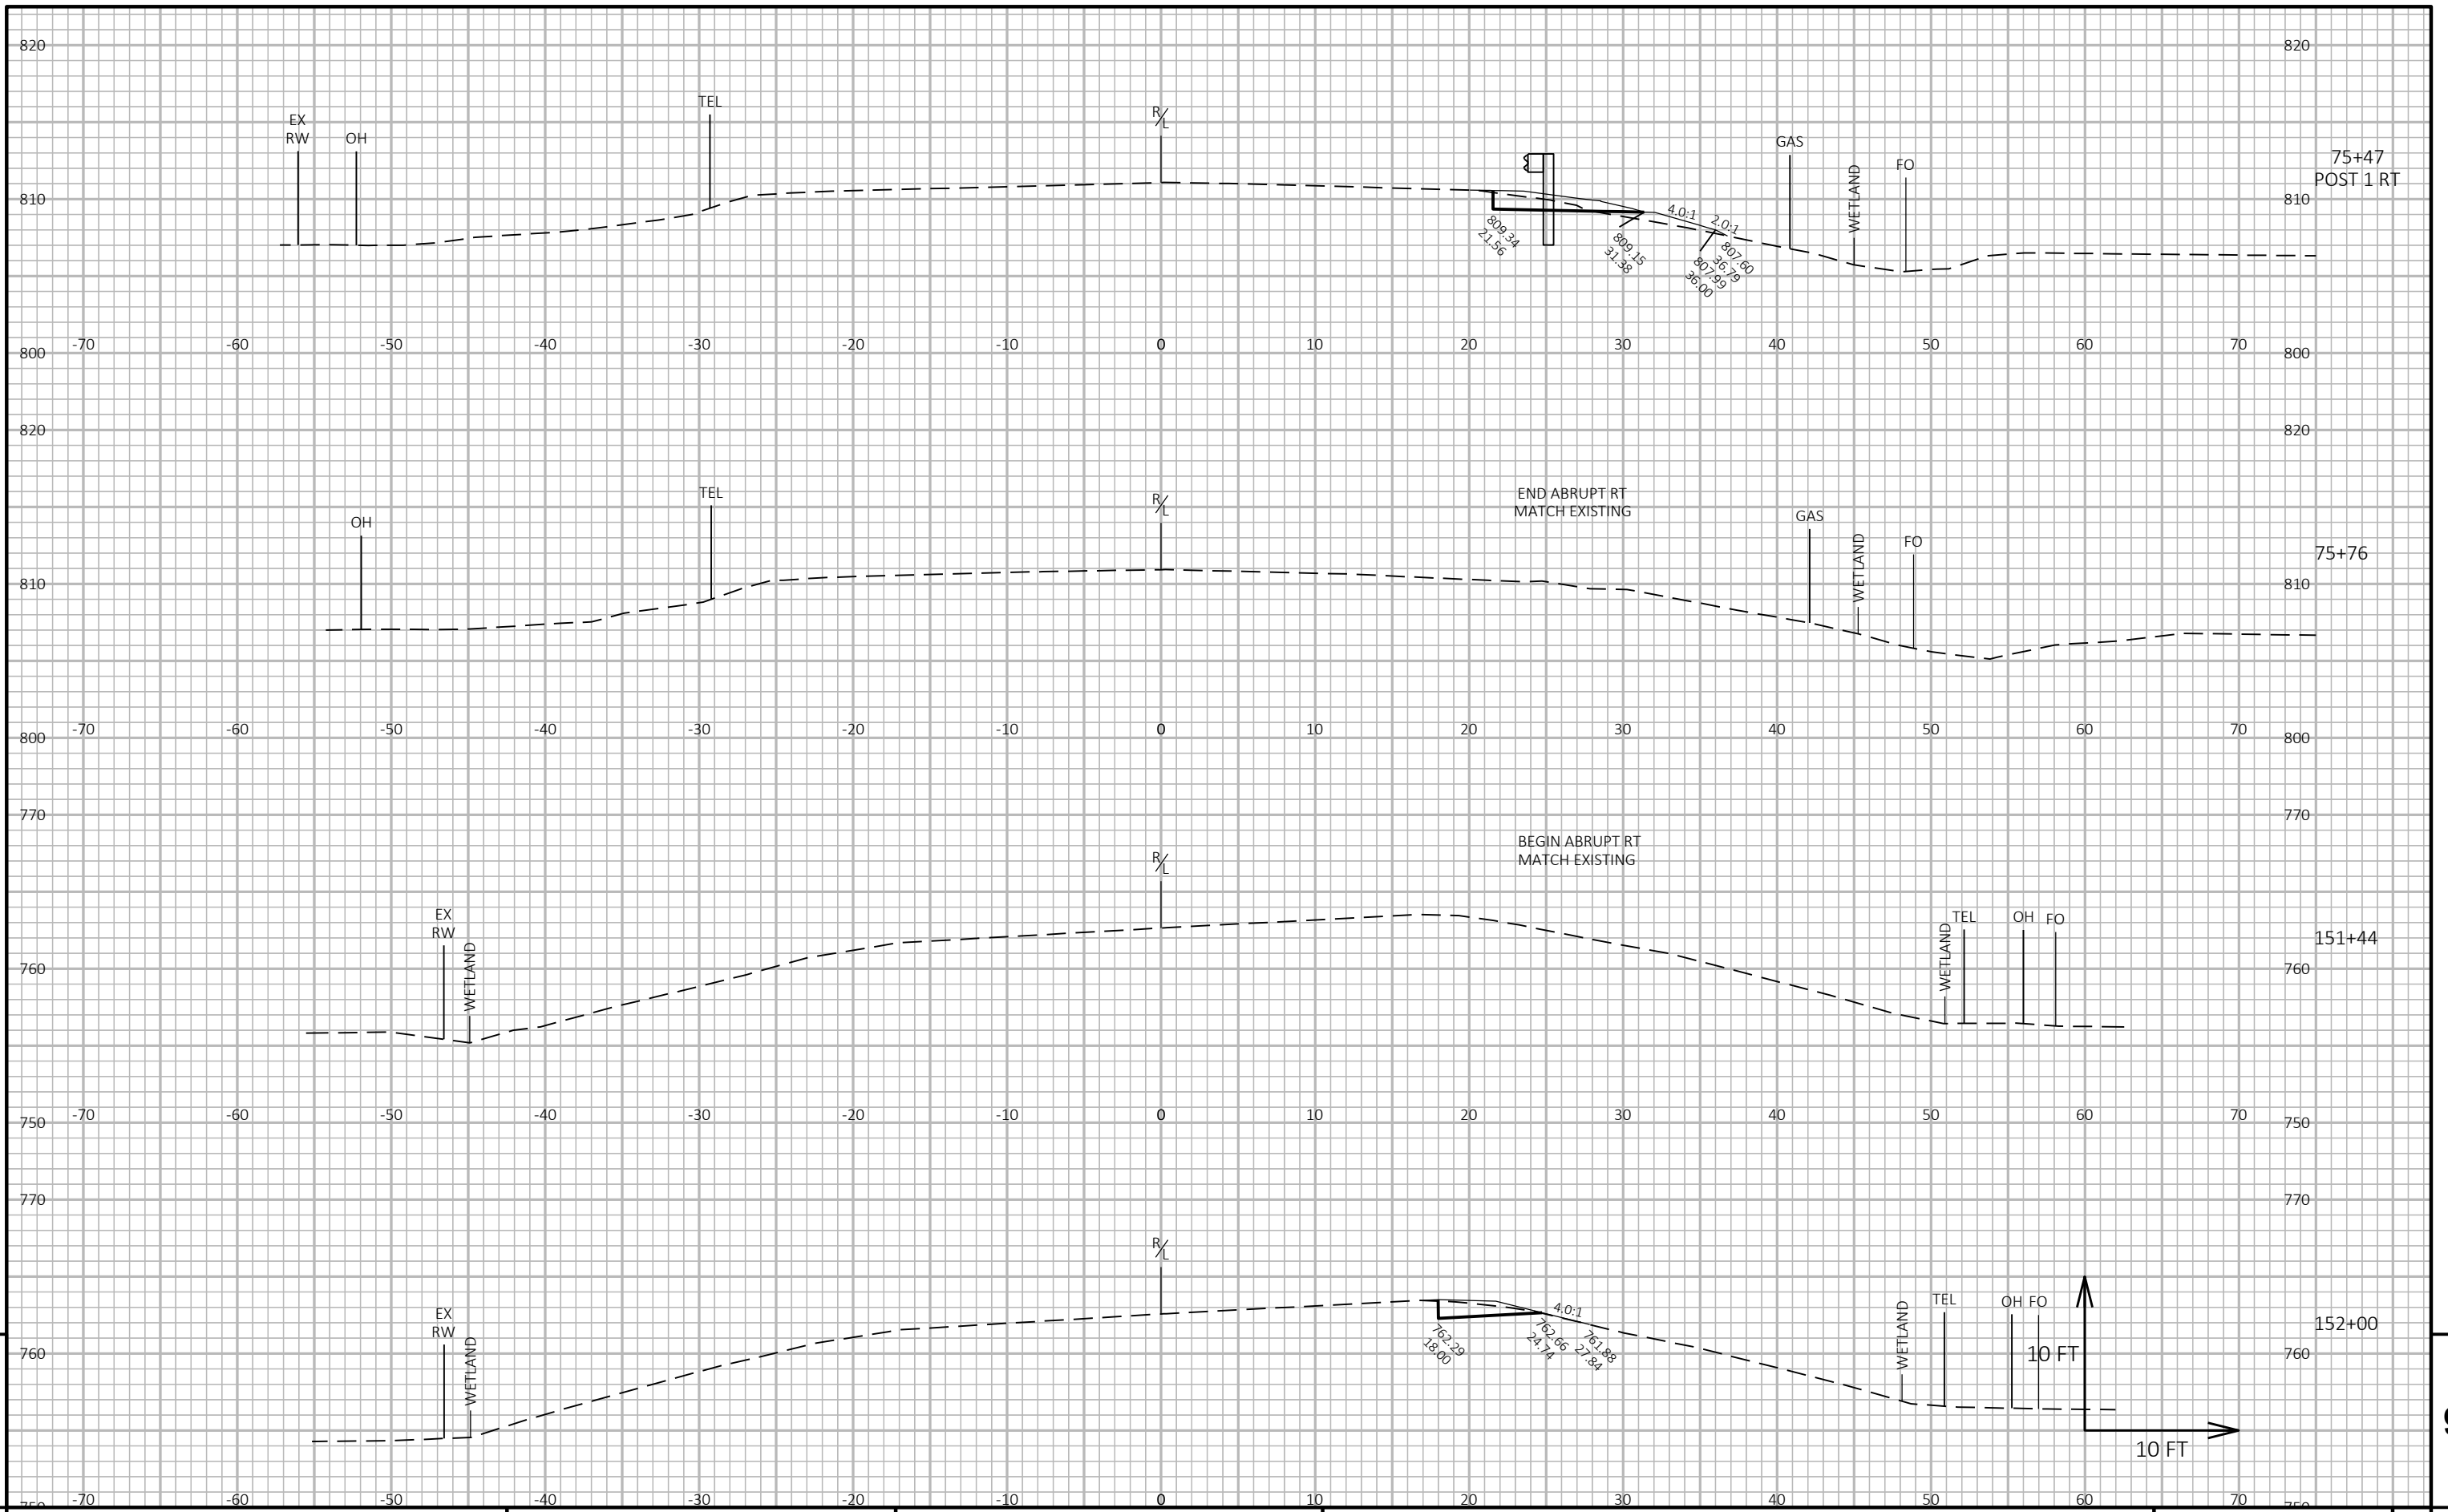 820 820
TEL
R/L
EX
RW OH
GAS
WETLAND
FO
75+47
POST 1 RT
810 810
4.0:1
2.0:1
809.34
21.56
809.15
31.38
807.60
36.79
807.99
36.00
800 -70 -60 -50 -40 -30 -20 -10 0 10 20 30 40 50 60 70 800
820 820
TEL
R/L
END ABRUPT RT
MATCH EXISTING
OH
GAS
WETLAND
FO
75+76
810 810
800 -70 -60 -50 -40 -30 -20 -10 0 10 20 30 40 50 60 70 800
770 770
BEGIN ABRUPT RT
MATCH EXISTING
R/L
EX
RW
WETLAND
WETLAND
TEL OH FO
151+44
760 760
750 -70 -60 -50 -40 -30 -20 -10 0 10 20 30 40 50 60 70 750
770 770
R/L
EX
RW
WETLAND
4.0:1
762.29
18.00
762.66
24.74
761.88
27.84
WETLAND
TEL
OH FO
152+00
760 760
10 FT
10 FT
750 -70 -60 -50 -40 -30 -20 -10 0 10 20 30 40 50 60 70 750